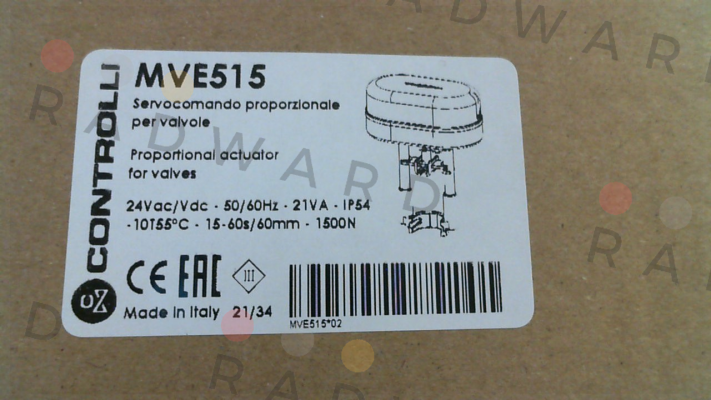 CONTROLLI
MVE515
Servocomando proporzionale
per valvole
Proportional actuator
for valves
24Vac/Vdc - 50/60Hz - 21VA - IP54
-10T55°C - 15-60s/60mm - 1500N
CE EAC III
Made in Italy 21/34
MVE515*02
RADWARD
RADWARD
RADWARD